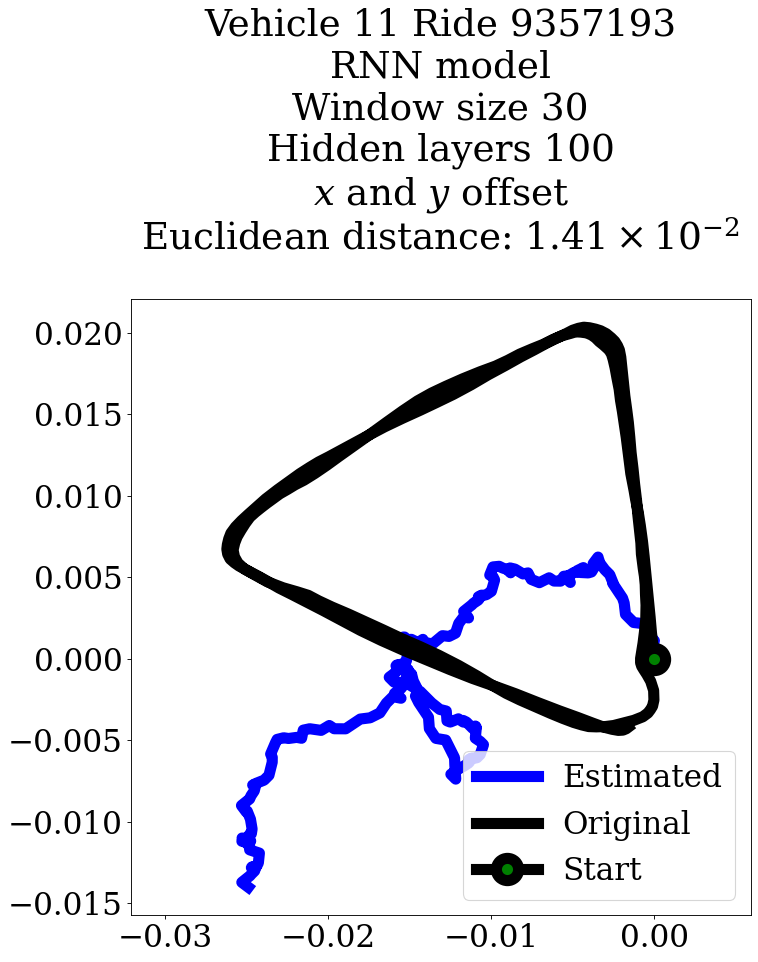 Vehicle 11 Ride 9357193
RNN model
Window size 30
Hidden layers 100
x and y offset
Euclidean distance: 1.41 × 10⁻²
0.020
0.015
0.010
0.005
0.000
−0.005
−0.010
−0.015
−0.03 −0.02 −0.01 0.00
Estimated
Original
Start